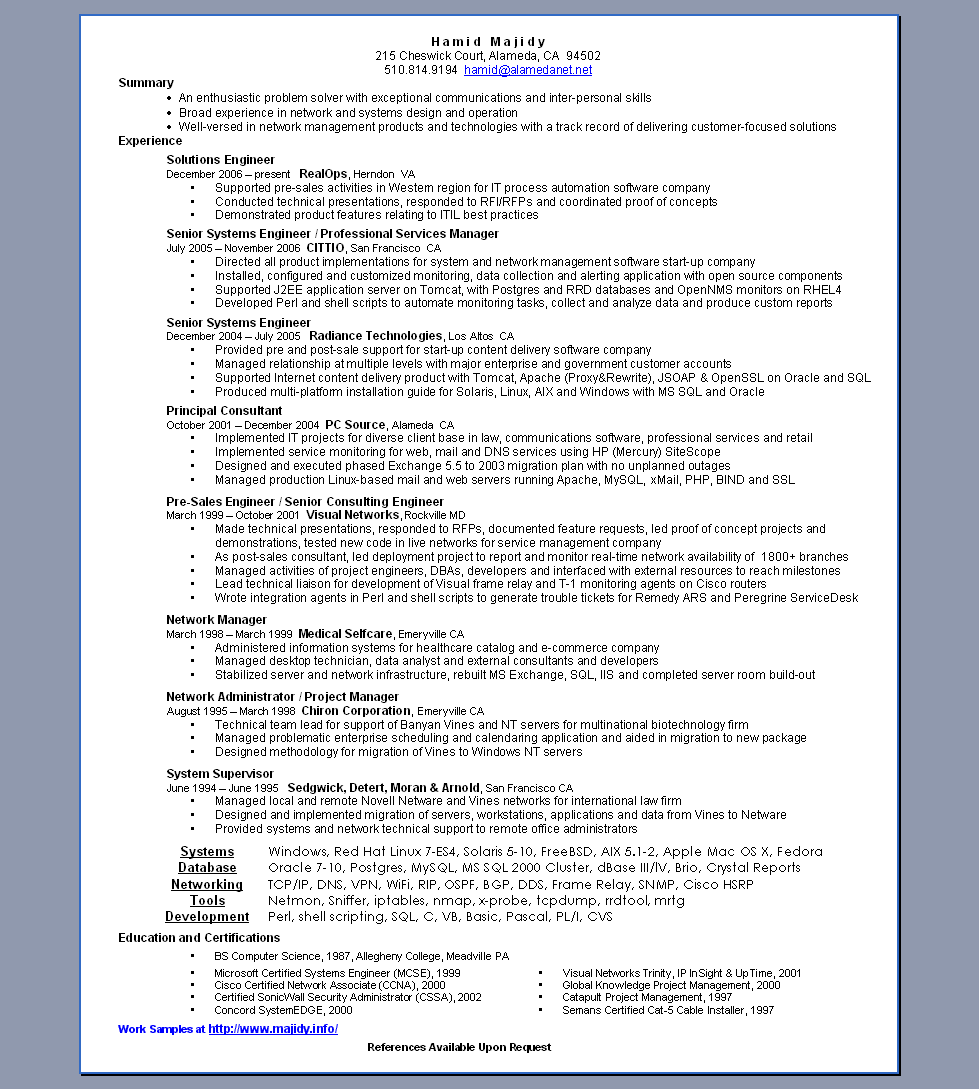 Hamid Majidy
215 Cheswick Court, Alameda, CA 94502
510.814.9194 hamid@alamedanet.net
Summary
• An enthusiastic problem solver with exceptional communications and inter-personal skills
• Broad experience in network and systems design and operation
• Well-versed in network management products and technologies with a track record of delivering customer-focused solutions
Experience
Solutions Engineer
December 2006 – present RealOps, Herndon VA
• Supported pre-sales activities in Western region for IT process automation software company
• Conducted technical presentations, responded to RFI/RFPs and coordinated proof of concepts
• Demonstrated product features relating to ITIL best practices
Senior Systems Engineer / Professional Services Manager
July 2005 – November 2006 CITTIO, San Francisco CA
• Directed all product implementations for system and network management software start-up company
• Installed, configured and customized monitoring, data collection and alerting application with open source components
• Supported J2EE application server on Tomcat, with Postgres and RRD databases and OpenNMS monitors on RHEL4
• Developed Perl and shell scripts to automate monitoring tasks, collect and analyze data and produce custom reports
Senior Systems Engineer
December 2004 – July 2005 Radiance Technologies, Los Altos CA
• Provided pre and post-sale support for start-up content delivery software company
• Managed relationship at multiple levels with major enterprise and government customer accounts
• Supported Internet content delivery product with Tomcat, Apache (Proxy&Rewrite), JSOAP & OpenSSL on Oracle and SQL
• Produced multi-platform installation guide for Solaris, Linux, AIX and Windows with MS SQL and Oracle
Principal Consultant
October 2001 – December 2004 PC Source, Alameda CA
• Implemented IT projects for diverse client base in law, communications software, professional services and retail
• Implemented service monitoring for web, mail and DNS services using HP (Mercury) SiteScope
• Designed and executed phased Exchange 5.5 to 2003 migration plan with no unplanned outages
• Managed production Linux-based mail and web servers running Apache, MySQL, xMail, PHP, BIND and SSL
Pre-Sales Engineer / Senior Consulting Engineer
March 1999 – October 2001 Visual Networks, Rockville MD
• Made technical presentations, responded to RFPs, documented feature requests, led proof of concept projects and
demonstrations, tested new code in live networks for service management company
• As post-sales consultant, led deployment project to report and monitor real-time network availability of 1800+ branches
• Managed activities of project engineers, DBAs, developers and interfaced with external resources to reach milestones
• Lead technical liaison for development of Visual frame relay and T-1 monitoring agents on Cisco routers
• Wrote integration agents in Perl and shell scripts to generate trouble tickets for Remedy ARS and Peregrine ServiceDesk
Network Manager
March 1998 – March 1999 Medical Selfcare, Emeryville CA
• Administered information systems for healthcare catalog and e-commerce company
• Managed desktop technician, data analyst and external consultants and developers
• Stabilized server and network infrastructure, rebuilt MS Exchange, SQL, IIS and completed server room build-out
Network Administrator / Project Manager
August 1995 – March 1998 Chiron Corporation, Emeryville CA
• Technical team lead for support of Banyan Vines and NT servers for multinational biotechnology firm
• Managed problematic enterprise scheduling and calendaring application and aided in migration to new package
• Designed methodology for migration of Vines to Windows NT servers
System Supervisor
June 1994 – June 1995 Sedgwick, Detert, Moran & Arnold, San Francisco CA
• Managed local and remote Novell Netware and Vines networks for international law firm
• Designed and implemented migration of servers, workstations, applications and data from Vines to Netware
• Provided systems and network technical support to remote office administrators
Systems Windows, Red Hat Linux 7-ES4, Solaris 5-10, FreeBSD, AIX 5.1-2, Apple Mac OS X, Fedora
Database Oracle 7-10, Postgres, MySQL, MS SQL 2000 Cluster, dBase III/IV, Brio, Crystal Reports
Networking TCP/IP, DNS, VPN, WiFi, RIP, OSPF, BGP, DDS, Frame Relay, SNMP, Cisco HSRP
Tools Netmon, Sniffer, iptables, nmap, x-probe, tcpdump, rrdtool, mrtg
Development Perl, shell scripting, SQL, C, VB, Basic, Pascal, PL/I, CVS
Education and Certifications
• BS Computer Science, 1987, Allegheny College, Meadville PA
• Microsoft Certified Systems Engineer (MCSE), 1999 • Visual Networks Trinity, IP InSight & UpTime, 2001
• Cisco Certified Network Associate (CCNA), 2000 • Global Knowledge Project Management, 2000
• Certified SonicWall Security Administrator (CSSA), 2002 • Catapult Project Management, 1997
• Concord SystemEDGE, 2000 • Semans Certified Cat-5 Cable Installer, 1997
Work Samples at http://www.majidy.info/
References Available Upon Request